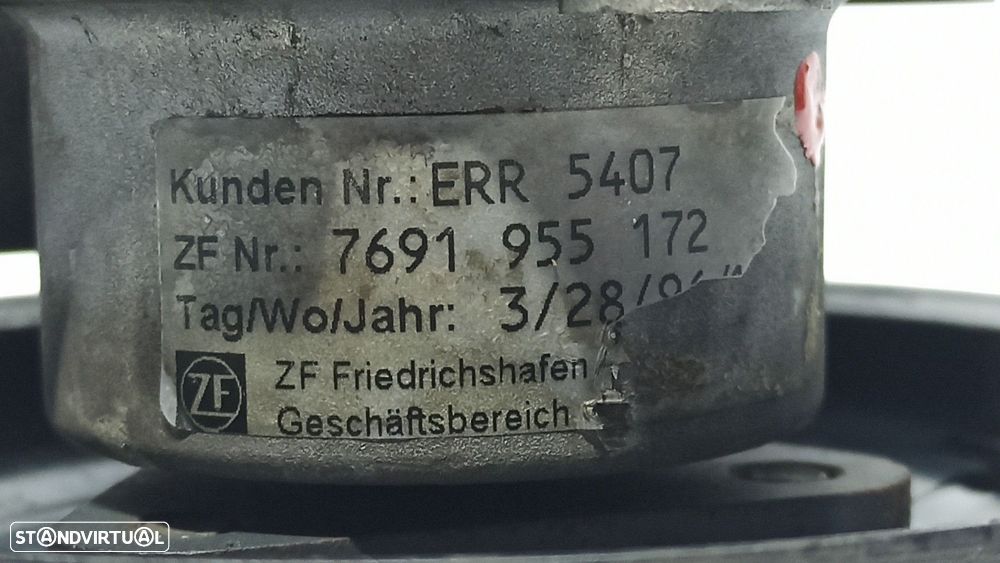 Kunden Nr.: ERR 5407
ZF Nr.: 7691 955 172
Tag/Wo/Jahr: 3/28/
ZF
ZF Friedrichshafen
Geschäftsbereich
STANDVIRTUAL